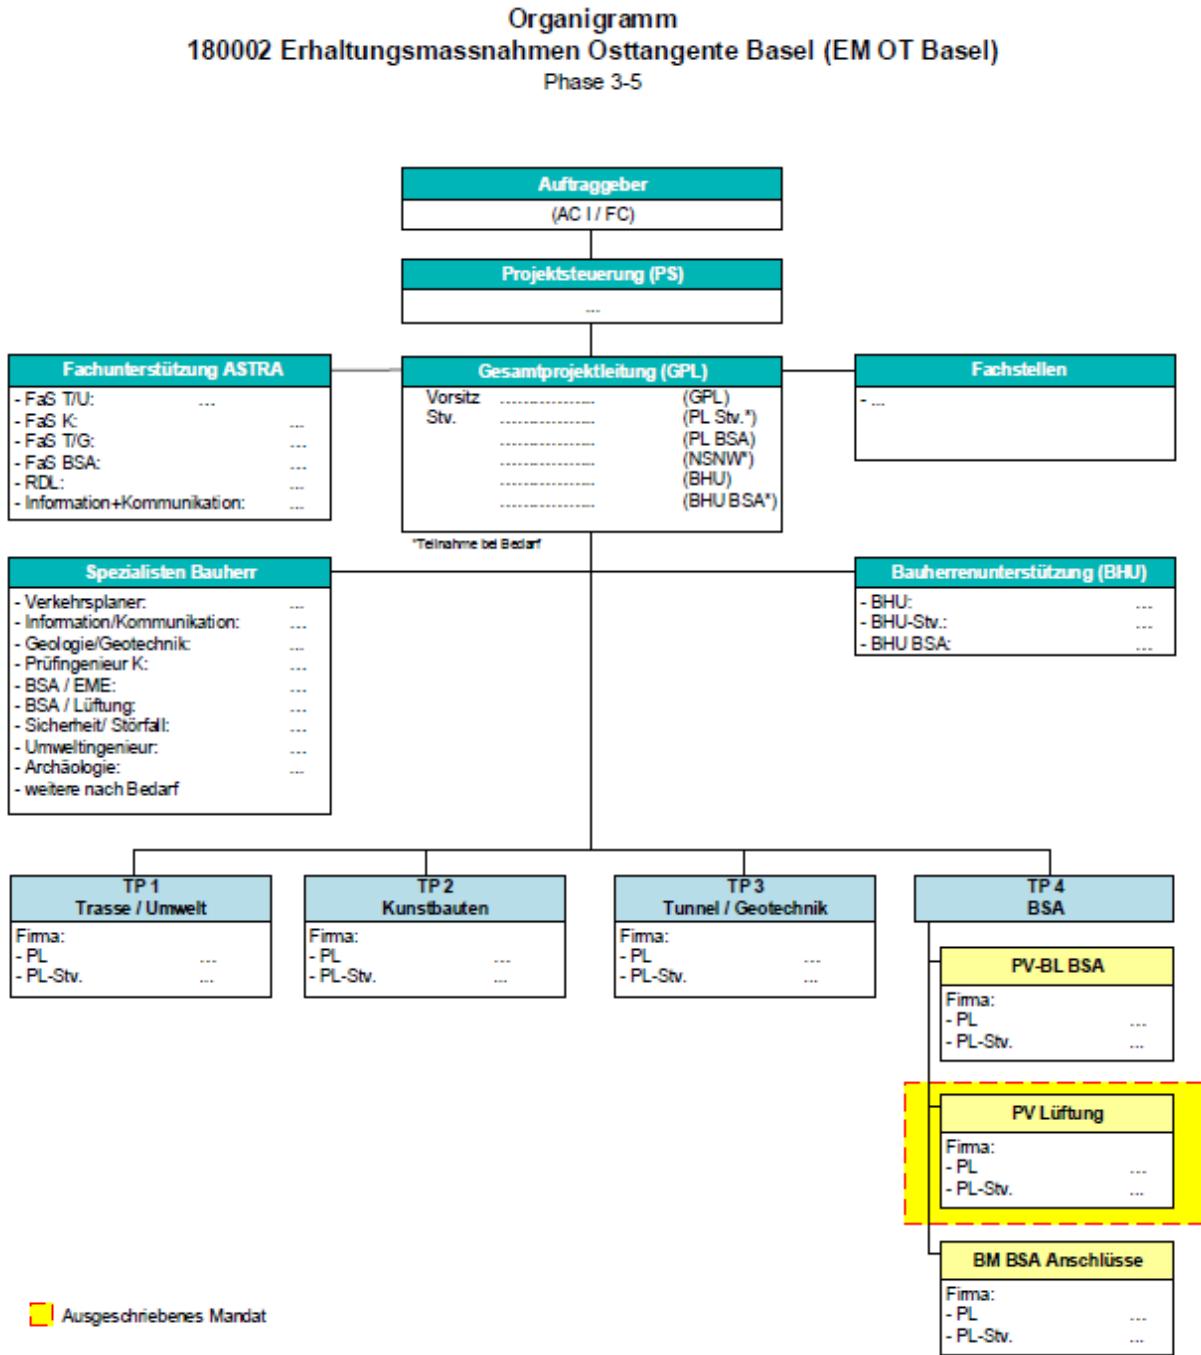 Organigramm
180002 Erhaltungsmassnahmen Osttangente Basel (EM OT Basel)
Phase 3-5
Auftraggeber
(AC I / FC)
Projektsteuerung (PS)
...
Fachunterstützung ASTRA
- FaS T/U: ...
- FaS K: ...
- FaS T/G: ...
- FaS BSA: ...
- RDL: ...
- Information+Kommunikation: ...
Gesamtprojektleitung (GPL)
Vorsitz .................. (GPL)
Stv. .................. (PL Stv.*)
.................. (PL BSA)
.................. (NSNW*)
.................. (BHU)
.................. (BHU BSA*)
*Teilnahme bei Bedarf
Fachstellen
- ...
Spezialisten Bauherr
- Verkehrsplaner: ...
- Information/Kommunikation: ...
- Geologie/Geotechnik: ...
- Prüfingenieur K: ...
- BSA / EME: ...
- BSA / Lüftung: ...
- Sicherheit/ Störfall: ...
- Umweltingenieur: ...
- Archäologie: ...
- weitere nach Bedarf
Bauherrenunterstützung (BHU)
- BHU: ...
- BHU-Stv.: ...
- BHU BSA: ...
TP 1
Trasse / Umwelt
Firma:
- PL ...
- PL-Stv. ...
TP 2
Kunstbauten
Firma:
- PL ...
- PL-Stv. ...
TP 3
Tunnel / Geotechnik
Firma:
- PL ...
- PL-Stv. ...
TP 4
BSA
PV-BL BSA
Firma:
- PL ...
- PL-Stv. ...
PV Lüftung
Firma:
- PL ...
- PL-Stv. ...
BM BSA Anschlüsse
Firma:
- PL ...
- PL-Stv. ...
Ausgeschriebenes Mandat